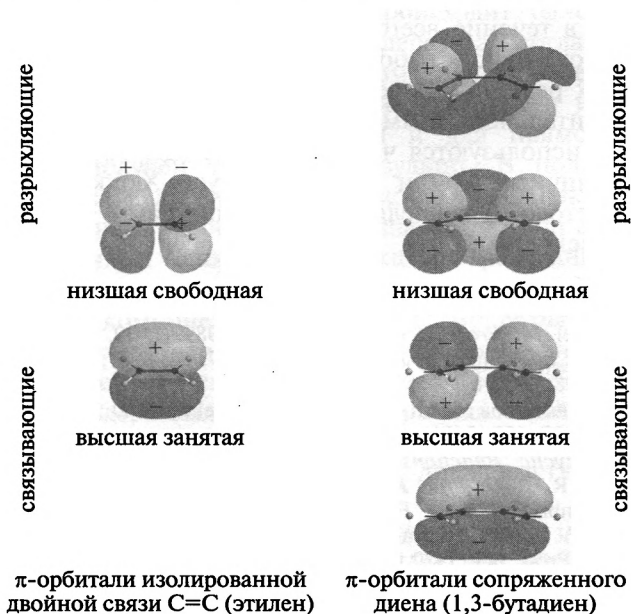 разрыхляющие
+ −
− +
низшая свободная
связывающие
+
−
высшая занятая
π-орбитали изолированной
двойной связи C=C (этилен)
− +
+
−
+ − +
− + −
низшая свободная
разрыхляющие
− +
+ −
высшая занятая
+
−
связывающие
π-орбитали сопряженного
диена (1,3-бутадиен)